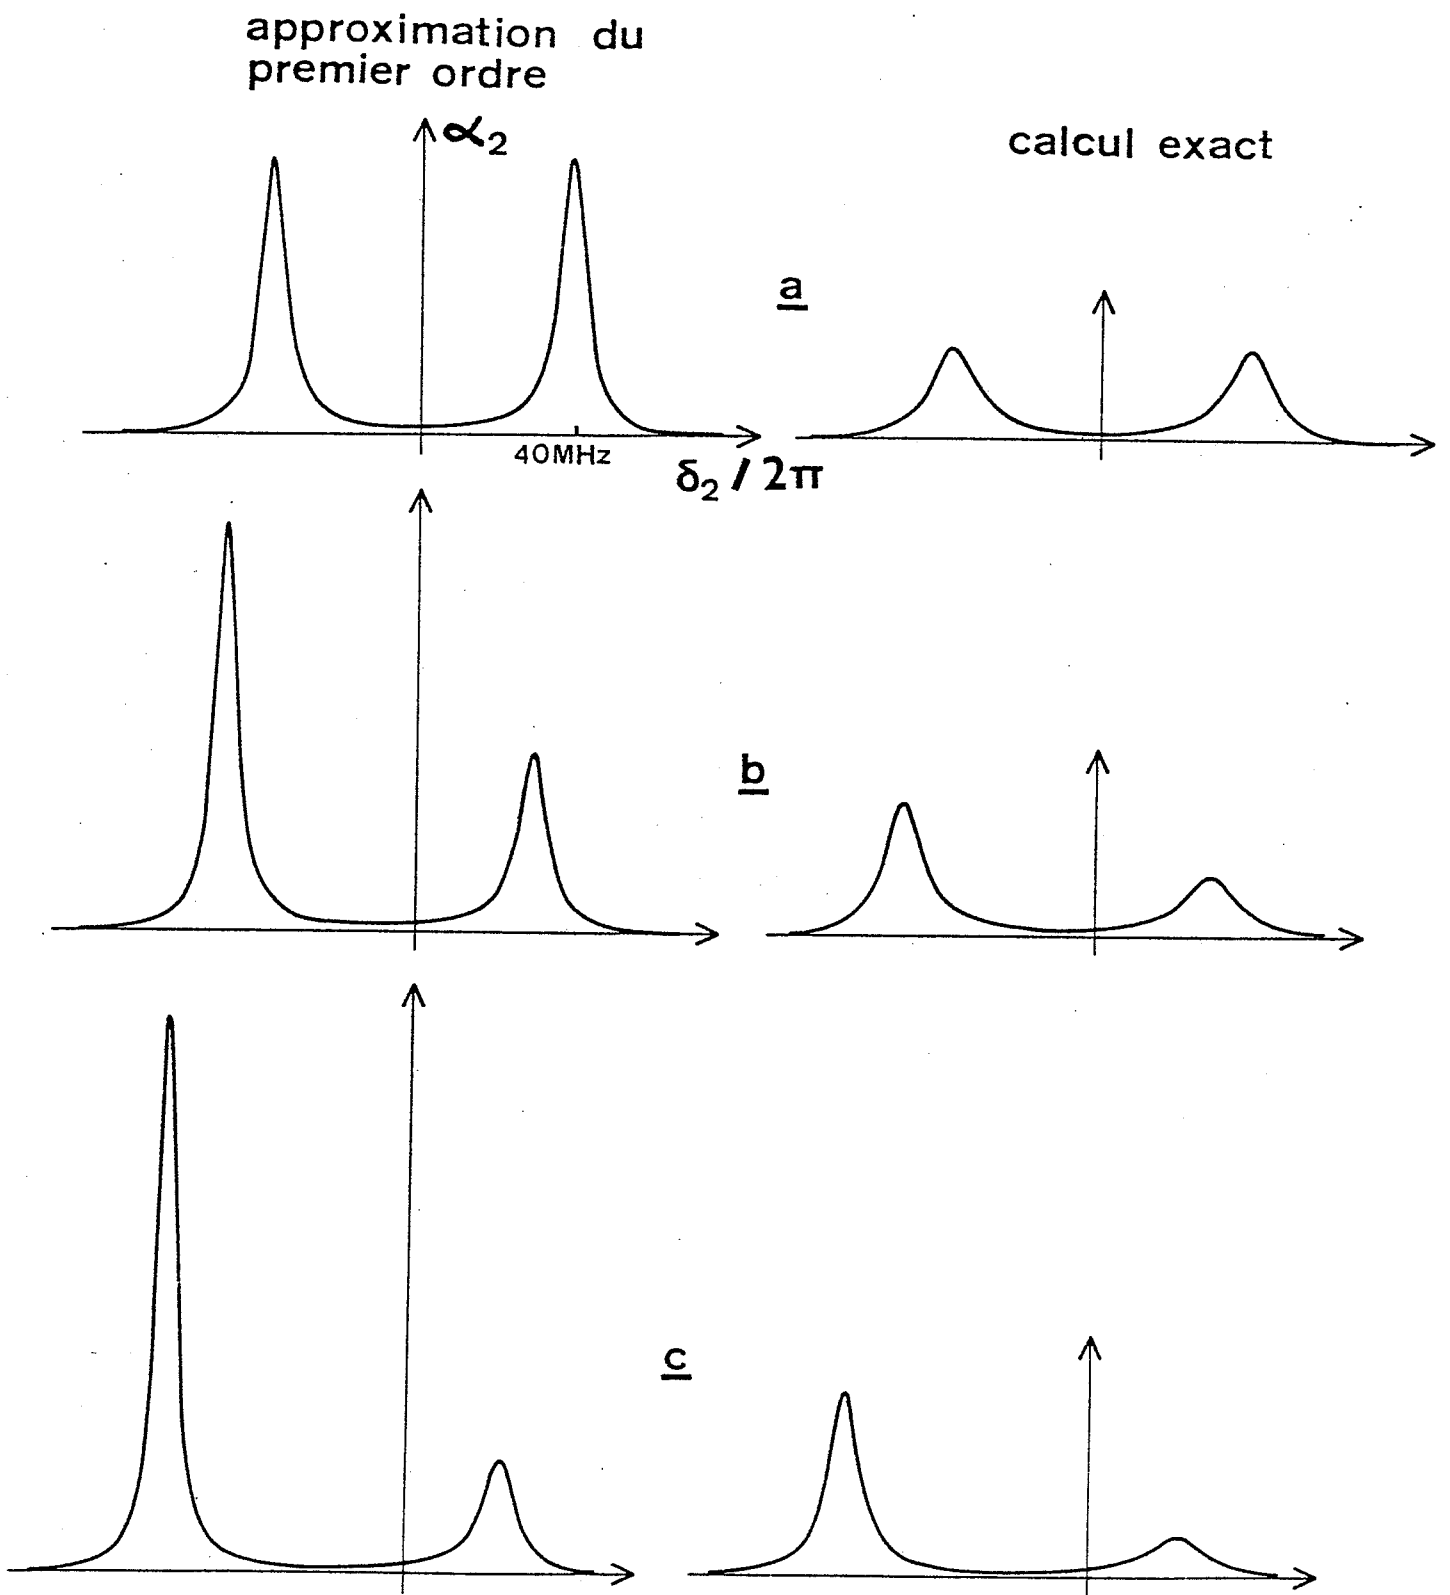 approximation du
premier ordre
α₂
calcul exact
a
40MHz
δ₂ / 2π
b
c